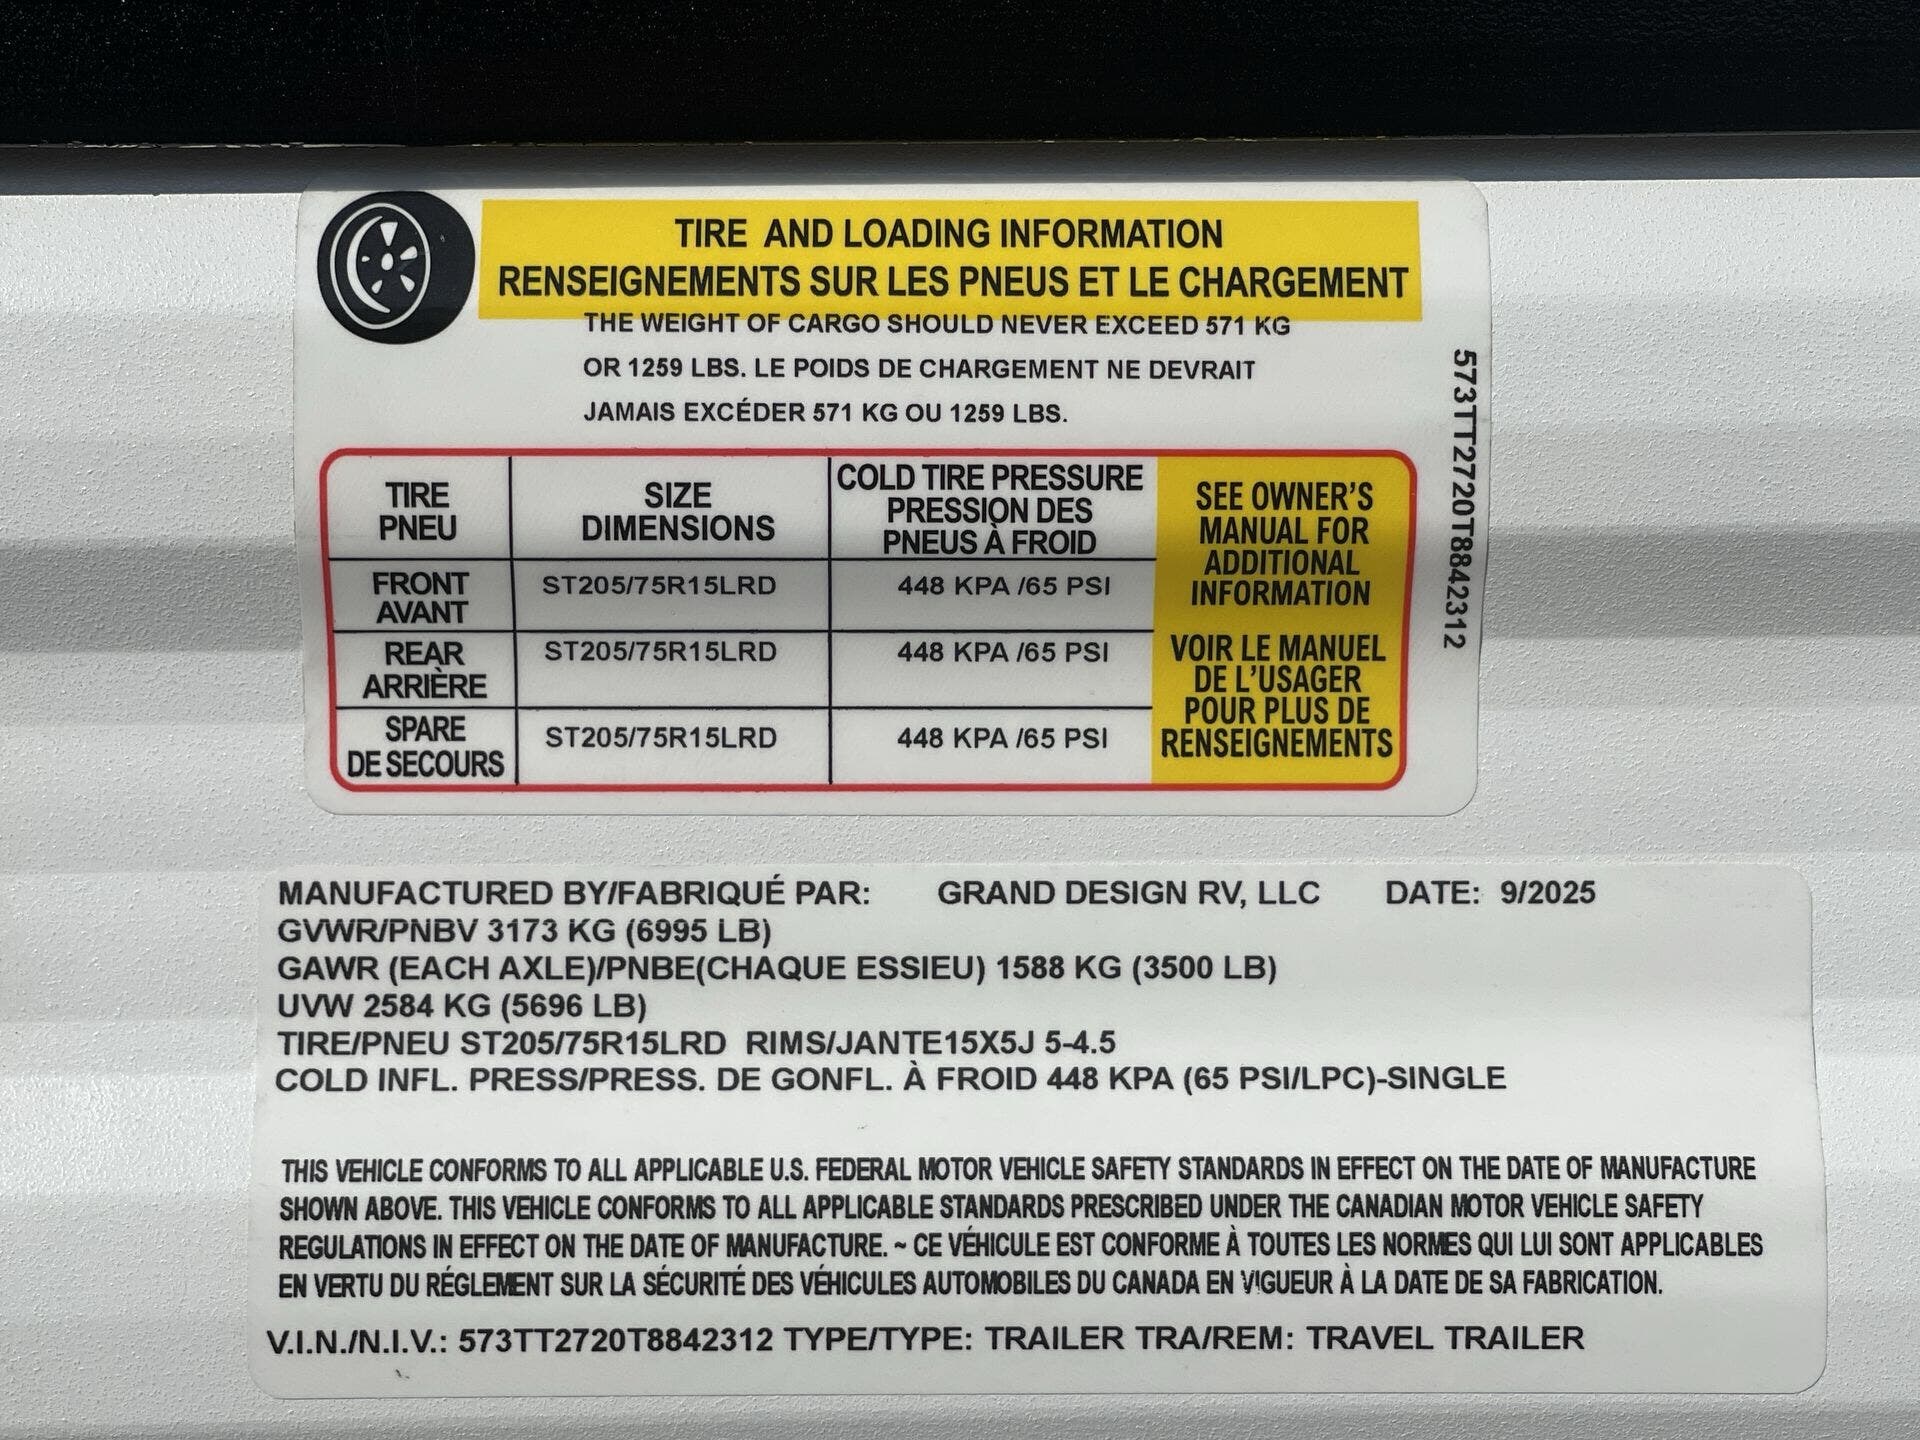 TIRE AND LOADING INFORMATION
RENSEIGNEMENTS SUR LES PNEUS ET LE CHARGEMENT
THE WEIGHT OF CARGO SHOULD NEVER EXCEED 571 KG
OR 1259 LBS. LE POIDS DE CHARGEMENT NE DEVRAIT
JAMAIS EXCÉDER 571 KG OU 1259 LBS.
573TT2720T8842312
TIRE
PNEU
SIZE
DIMENSIONS
COLD TIRE PRESSURE
PRESSION DES
PNEUS À FROID
FRONT
AVANT
ST205/75R15LRD
448 KPA /65 PSI
REAR
ARRIÈRE
ST205/75R15LRD
448 KPA /65 PSI
SPARE
DE SECOURS
ST205/75R15LRD
448 KPA /65 PSI
SEE OWNER'S
MANUAL FOR
ADDITIONAL
INFORMATION
VOIR LE MANUEL
DE L'USAGER
POUR PLUS DE
RENSEIGNEMENTS
MANUFACTURED BY/FABRIQUÉ PAR: GRAND DESIGN RV, LLC DATE: 9/2025
GVWR/PNBV 3173 KG (6995 LB)
GAWR (EACH AXLE)/PNBE(CHAQUE ESSIEU) 1588 KG (3500 LB)
UVW 2584 KG (5696 LB)
TIRE/PNEU ST205/75R15LRD RIMS/JANTE15X5J 5-4.5
COLD INFL. PRESS/PRESS. DE GONFL. À FROID 448 KPA (65 PSI/LPC)-SINGLE
THIS VEHICLE CONFORMS TO ALL APPLICABLE U.S. FEDERAL MOTOR VEHICLE SAFETY STANDARDS IN EFFECT ON THE DATE OF MANUFACTURE
SHOWN ABOVE. THIS VEHICLE CONFORMS TO ALL APPLICABLE STANDARDS PRESCRIBED UNDER THE CANADIAN MOTOR VEHICLE SAFETY
REGULATIONS IN EFFECT ON THE DATE OF MANUFACTURE. ~ CE VÉHICULE EST CONFORME À TOUTES LES NORMES QUI LUI SONT APPLICABLES
EN VERTU DU RÉGLEMENT SUR LA SÉCURITÉ DES VÉHICULES AUTOMOBILES DU CANADA EN VIGUEUR À LA DATE DE SA FABRICATION.
V.I.N./N.I.V.: 573TT2720T8842312 TYPE/TYPE: TRAILER TRA/REM: TRAVEL TRAILER